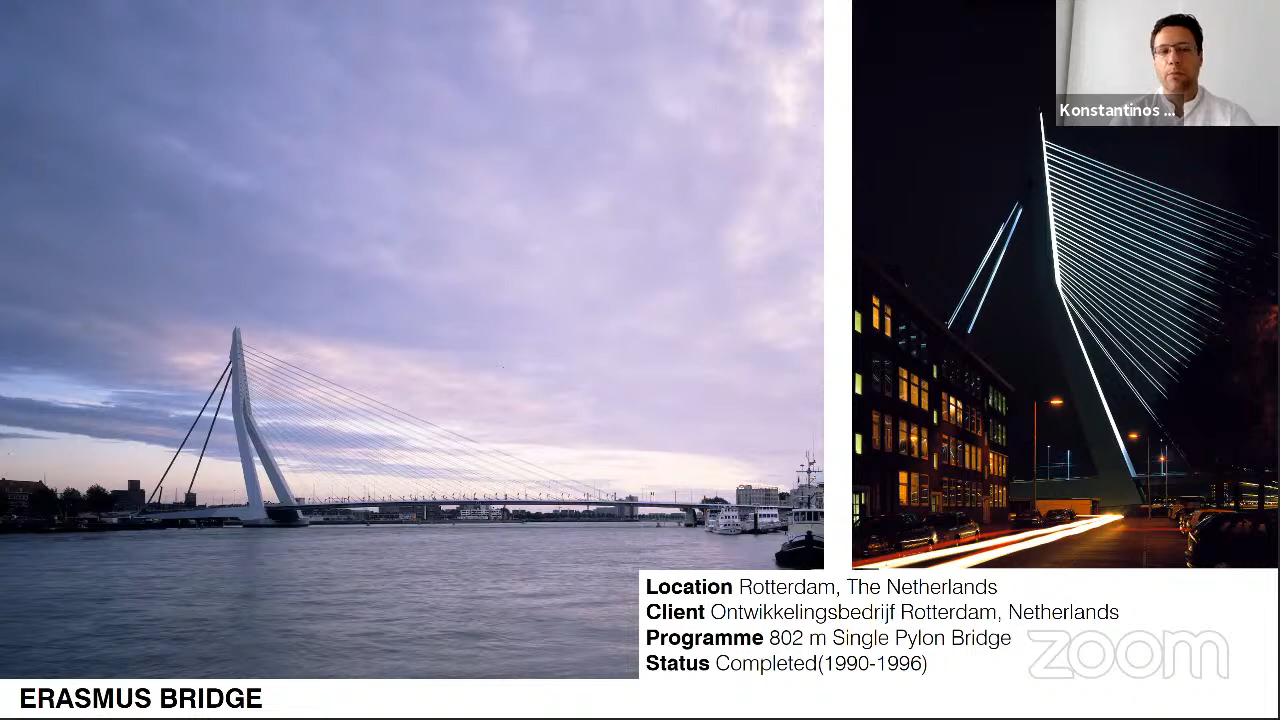 Konstantinos ...
Location Rotterdam, The Netherlands
Client Ontwikkelingsbedrijf Rotterdam, Netherlands
Programme 802 m Single Pylon Bridge
Status Completed(1990-1996)
zoom
ERASMUS BRIDGE